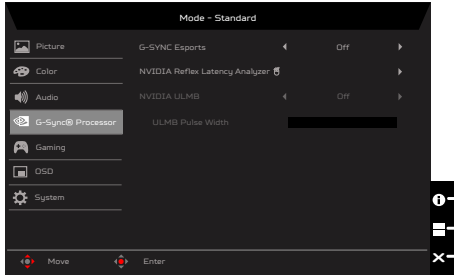 Mode - Standard
Picture
G-SYNC Esports Off
Color
NVIDIA Reflex Latency Analyzer
Audio
NVIDIA ULMB Off
G-Sync® Processor
ULMB Pulse Width
Gaming
OSD
System
Move Enter